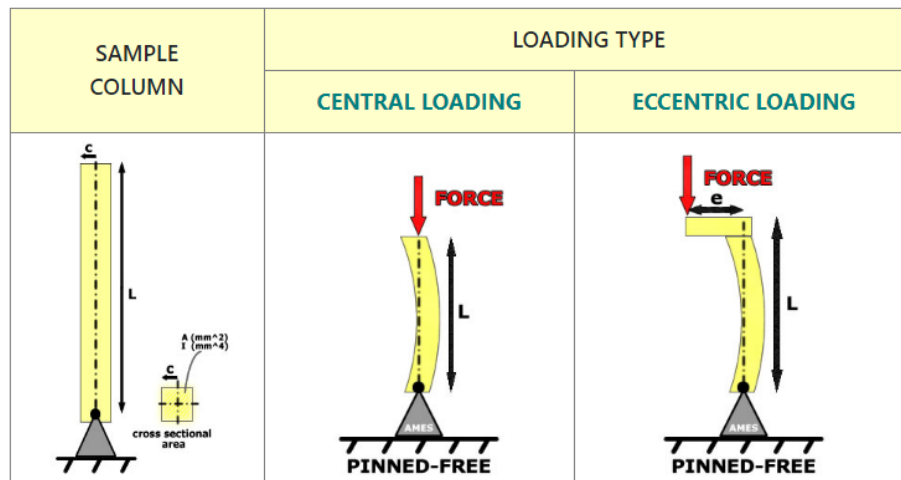 SAMPLE
COLUMN
LOADING TYPE
CENTRAL LOADING
ECCENTRIC LOADING
c
L
A (mm^2)
I (mm^4)
c
cross sectional
area
FORCE
L
AMES
PINNED-FREE
FORCE
e
L
AMES
PINNED-FREE